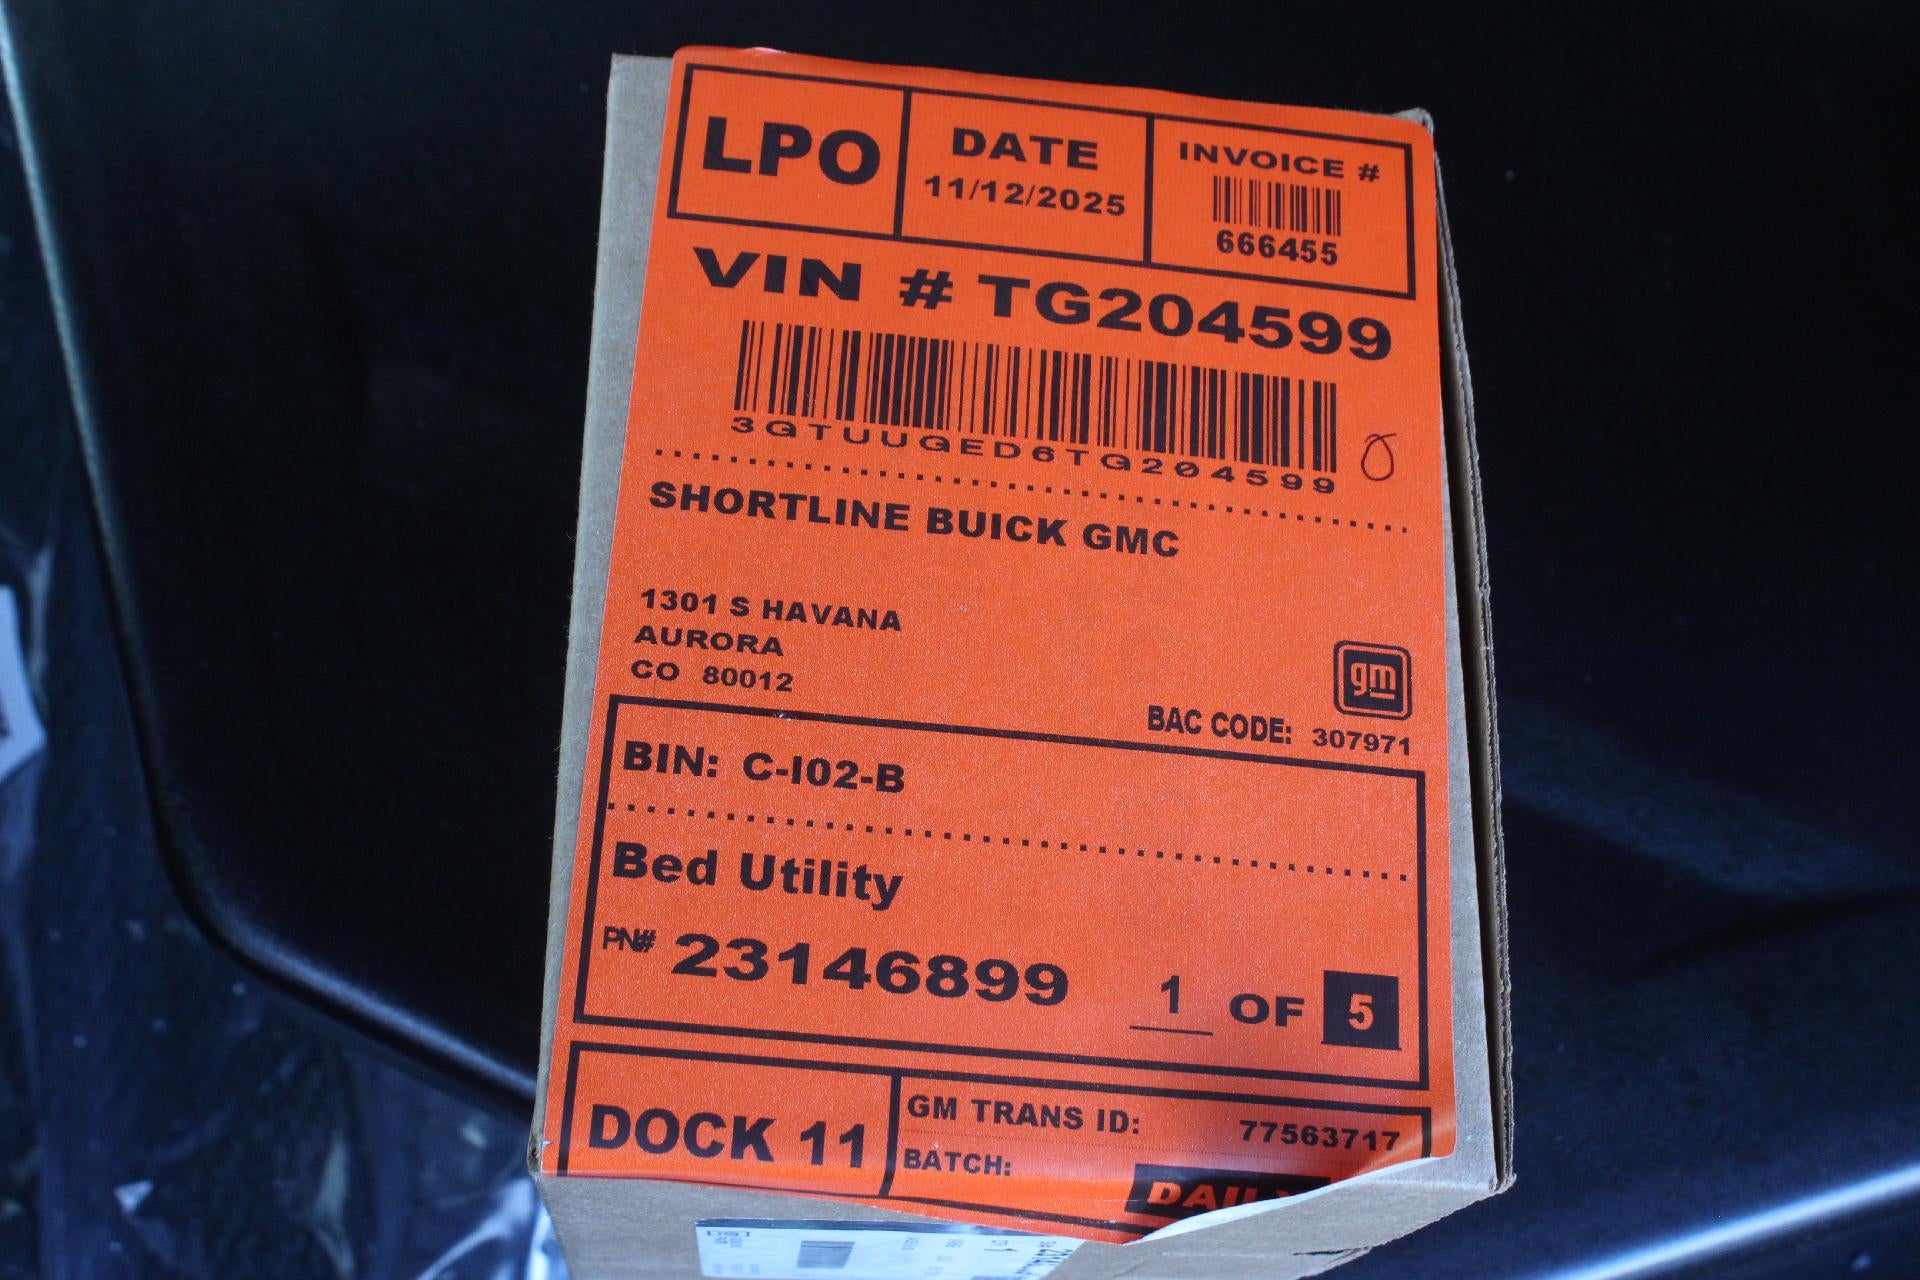 LPO
DATE
11/12/2025
INVOICE #
666455
VIN # TG204599
3GTUUGED6TG204599
SHORTLINE BUICK GMC
1301 S HAVANA
AURORA
CO 80012
gm
BAC CODE: 307971
BIN: C-I02-B
Bed Utility
PN# 23146899
1 OF 5
DOCK 11
GM TRANS ID: 77563717
BATCH:
DAILY